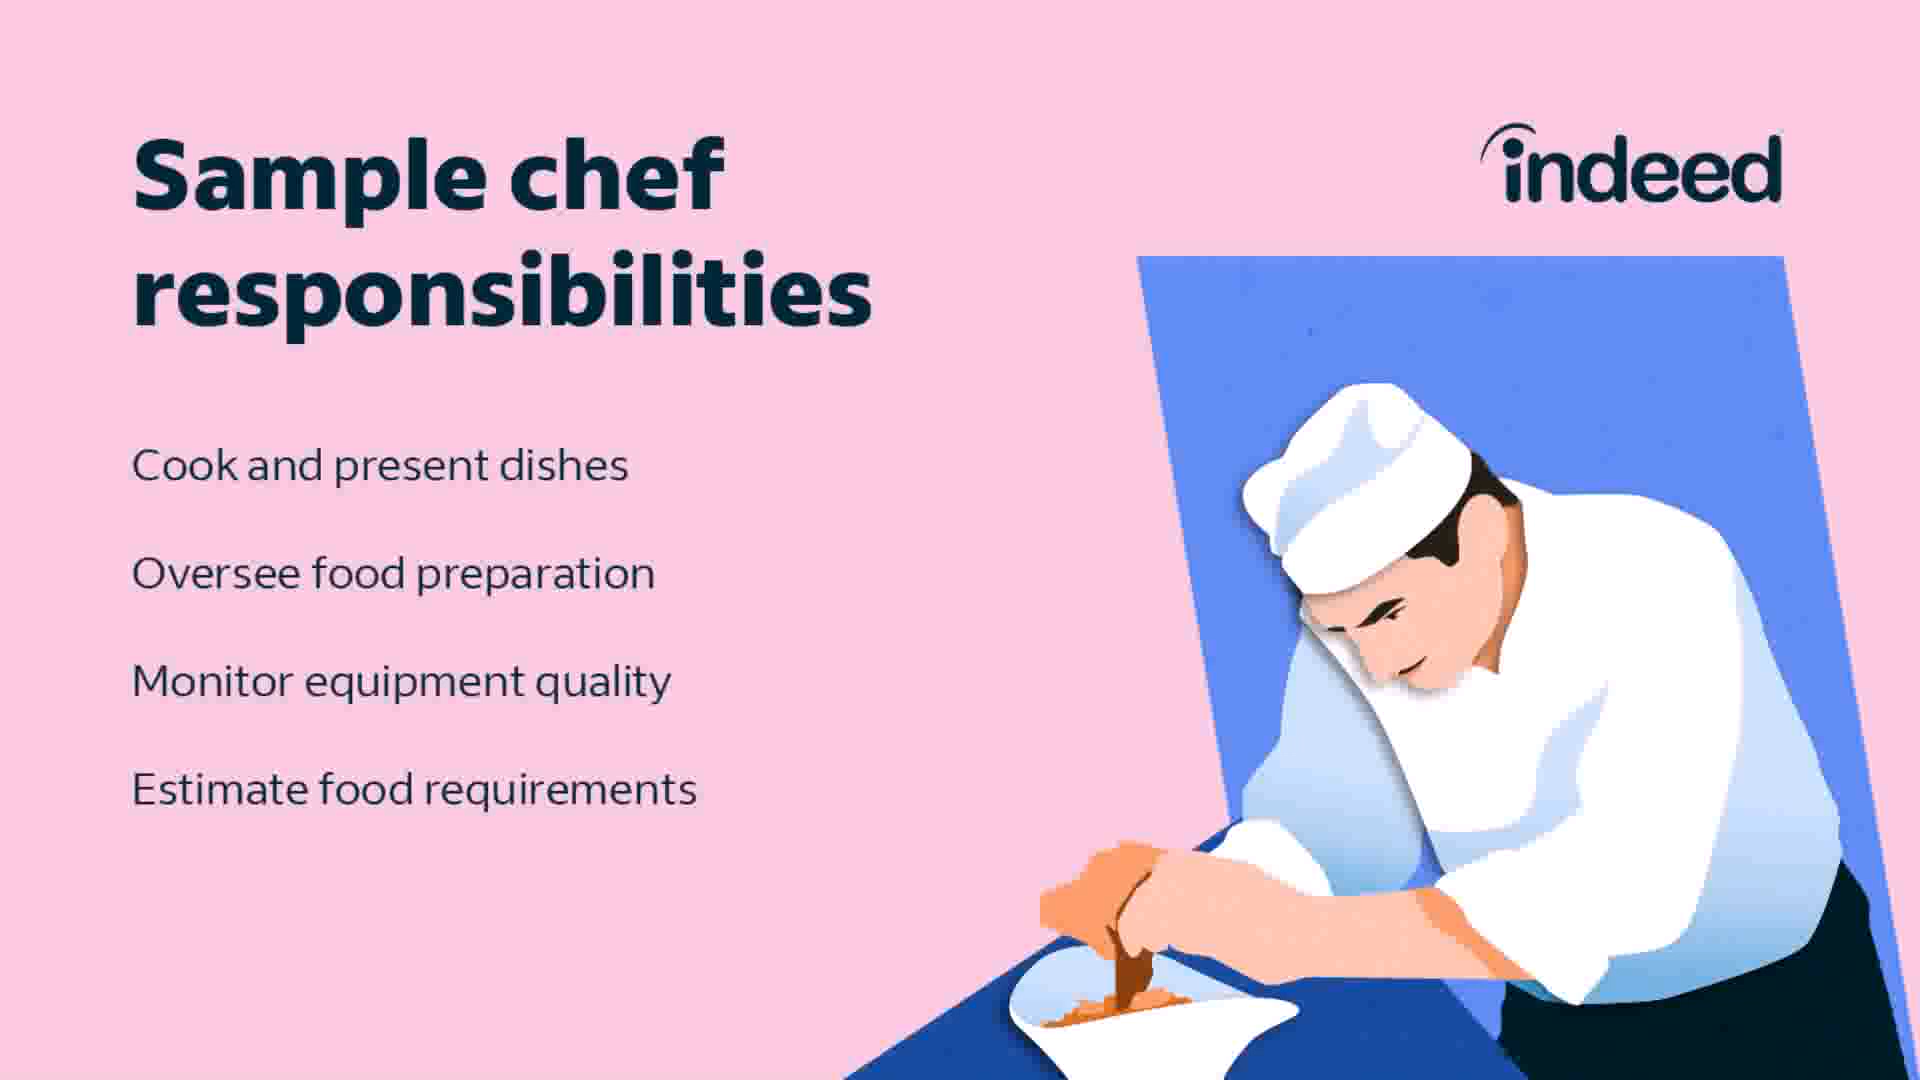 Sample chef
responsibilities
indeed
Cook and present dishes
Oversee food preparation
Monitor equipment quality
Estimate food requirements